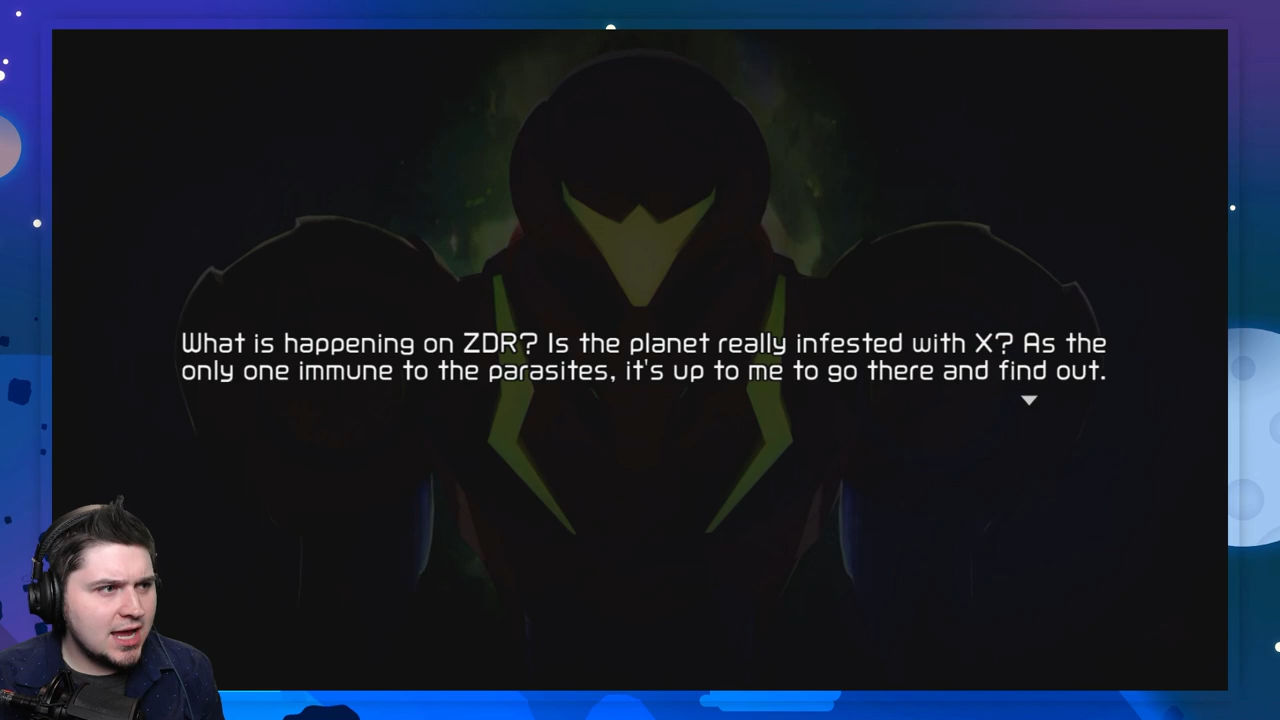 What is happening on ZDR? Is the planet really infested with X? As the
only one immune to the parasites, it's up to me to go there and find out.